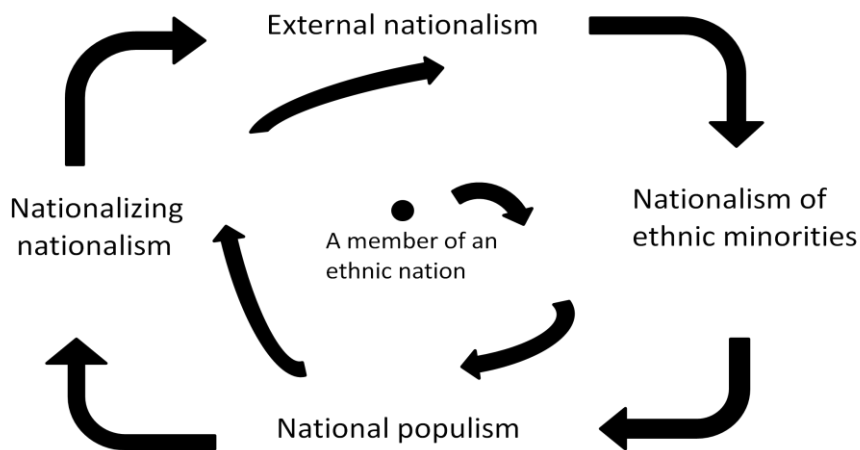 External nationalism
Nationalizing
nationalism
A member of an
ethnic nation
Nationalism of
ethnic minorities
National populism